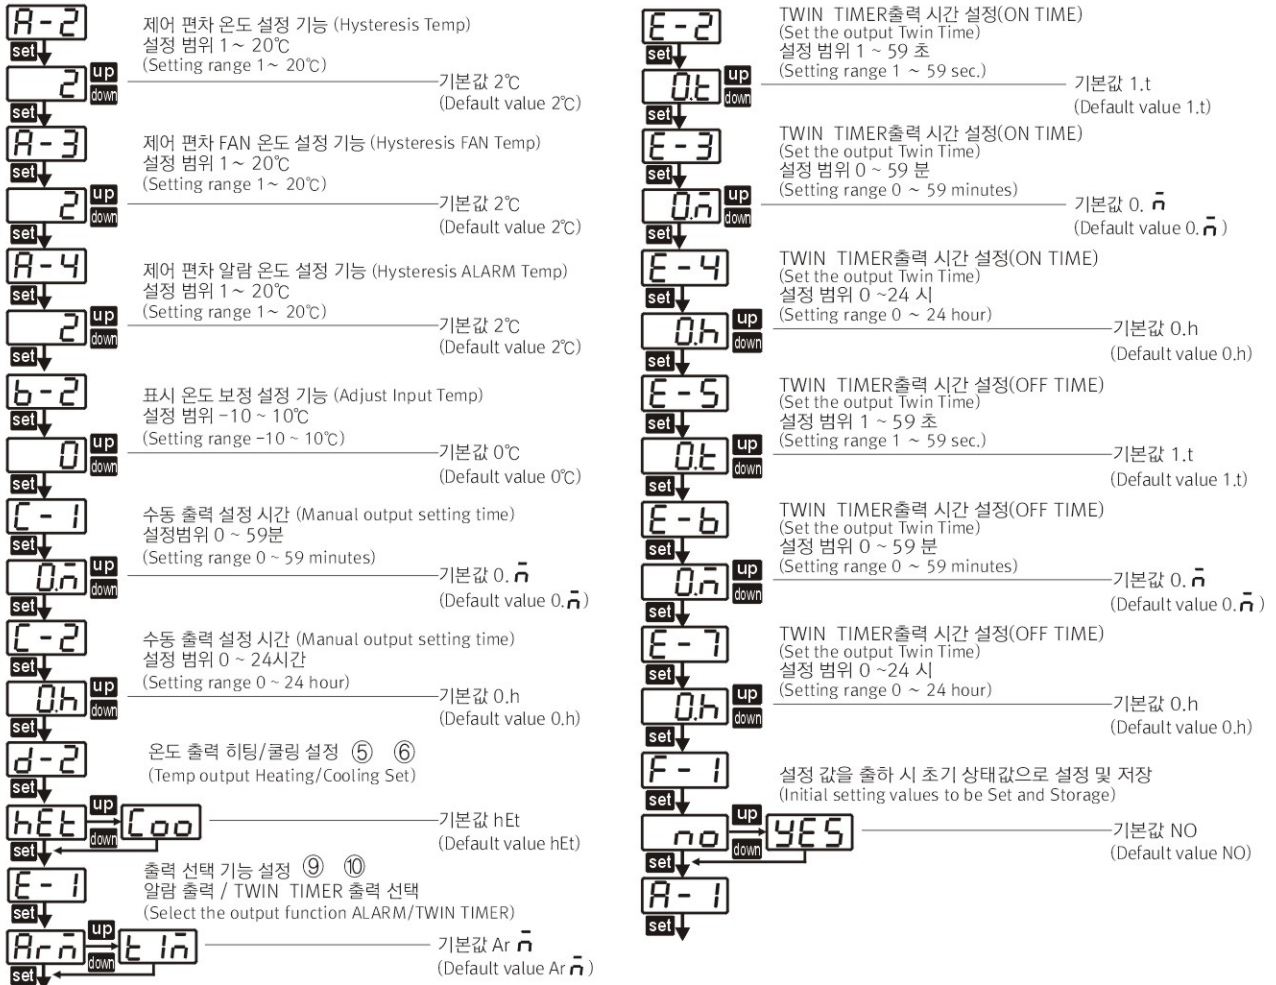 A-2
제어 편차 온도 설정 기능 (Hysteresis Temp)
설정 범위 1 ~ 20℃
(Setting range 1 ~ 20℃)
set
2
up
down
기본값 2℃
(Default value 2℃)
set
A-3
제어 편차 FAN 온도 설정 기능 (Hysteresis FAN Temp)
설정 범위 1 ~ 20℃
(Setting range 1 ~ 20℃)
set
2
up
down
기본값 2℃
(Default value 2℃)
set
A-4
제어 편차 알람 온도 설정 기능 (Hysteresis ALARM Temp)
설정 범위 1 ~ 20℃
(Setting range 1 ~ 20℃)
set
2
up
down
기본값 2℃
(Default value 2℃)
set
b-2
표시 온도 보정 설정 기능 (Adjust Input Temp)
설정 범위 -10 ~ 10℃
(Setting range -10 ~ 10℃)
set
0
up
down
기본값 0℃
(Default value 0℃)
set
C-1
수동 출력 설정 시간 (Manual output setting time)
설정범위 0 ~ 59분
(Setting range 0 ~ 59 minutes)
set
0.n̄
up
down
기본값 0. n̄
(Default value 0.n̄)
set
C-2
수동 출력 설정 시간 (Manual output setting time)
설정 범위 0 ~ 24시간
(Setting range 0 ~ 24 hour)
set
0.h
up
down
기본값 0.h
(Default value 0.h)
set
d-2
온도 출력 히팅/쿨링 설정 ⑤ ⑥
(Temp output Heating/Cooling Set)
set
hEt
up
down
Coo
기본값 hEt
(Default value hEt)
set
E-1
출력 선택 기능 설정 ⑨ ⑩
알람 출력 / TWIN TIMER 출력 선택
(Select the output function ALARM/TWIN TIMER)
set
Arn̄
up
down
tIn̄
기본값 Ar n̄
(Default value Ar n̄)
set
E-2
TWIN TIMER출력 시간 설정(ON TIME)
(Set the output Twin Time)
설정 범위 1 ~ 59 초
(Setting range 1 ~ 59 sec.)
set
0.t
up
down
기본값 1.t
(Default value 1.t)
set
E-3
TWIN TIMER출력 시간 설정(ON TIME)
(Set the output Twin Time)
설정 범위 0 ~ 59 분
(Setting range 0 ~ 59 minutes)
set
0.n̄
up
down
기본값 0. n̄
(Default value 0. n̄)
set
E-4
TWIN TIMER출력 시간 설정(ON TIME)
(Set the output Twin Time)
설정 범위 0 ~24 시
(Setting range 0 ~ 24 hour)
set
0.h
up
down
기본값 0.h
(Default value 0.h)
set
E-5
TWIN TIMER출력 시간 설정(OFF TIME)
(Set the output Twin Time)
설정 범위 1 ~ 59 초
(Setting range 1 ~ 59 sec.)
set
0.t
up
down
기본값 1.t
(Default value 1.t)
set
E-6
TWIN TIMER출력 시간 설정(OFF TIME)
(Set the output Twin Time)
설정 범위 0 ~ 59 분
(Setting range 0 ~ 59 minutes)
set
0.n̄
up
down
기본값 0. n̄
(Default value 0. n̄)
set
E-7
TWIN TIMER출력 시간 설정(OFF TIME)
(Set the output Twin Time)
설정 범위 0 ~24 시
(Setting range 0 ~ 24 hour)
set
0.h
up
down
기본값 0.h
(Default value 0.h)
set
F-1
설정 값을 출하 시 초기 상태값으로 설정 및 저장
(Initial setting values to be Set and Storage)
set
no
up
down
YES
기본값 NO
(Default value NO)
set
A-1
set